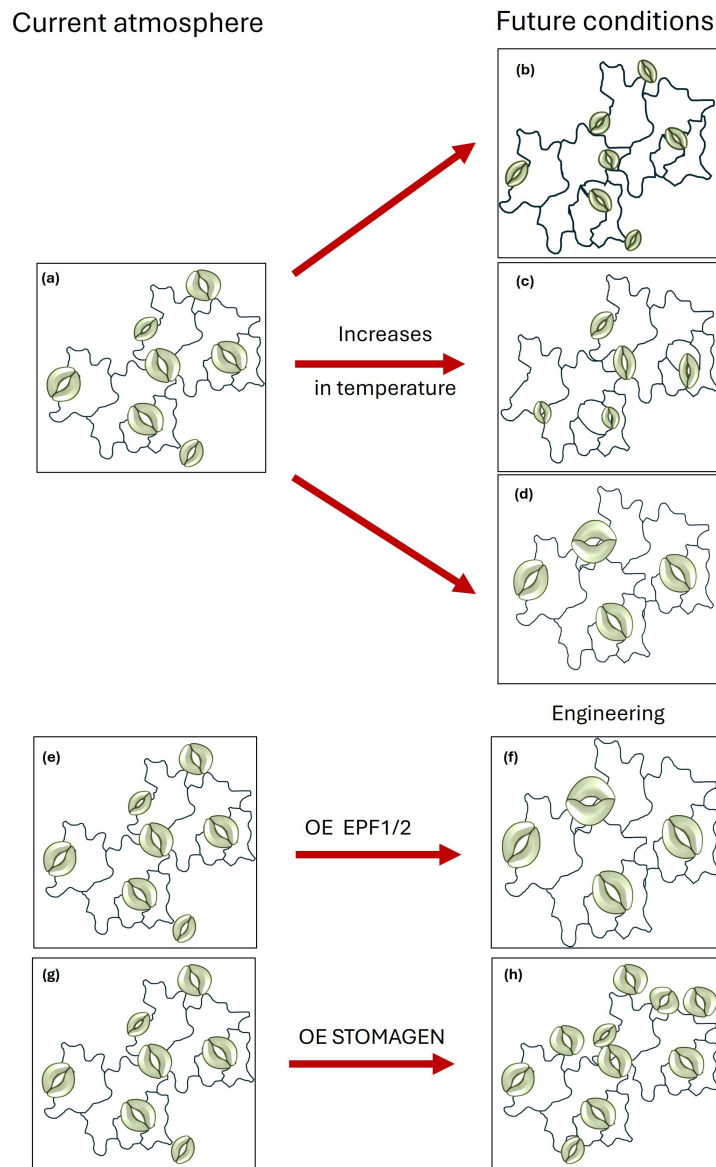 Current atmosphere
Future conditions
(b)
(a)
(c)
Increases
in temperature
(d)
Engineering
(e)
(f)
OE EPF1/2
(g)
(h)
OE STOMAGEN